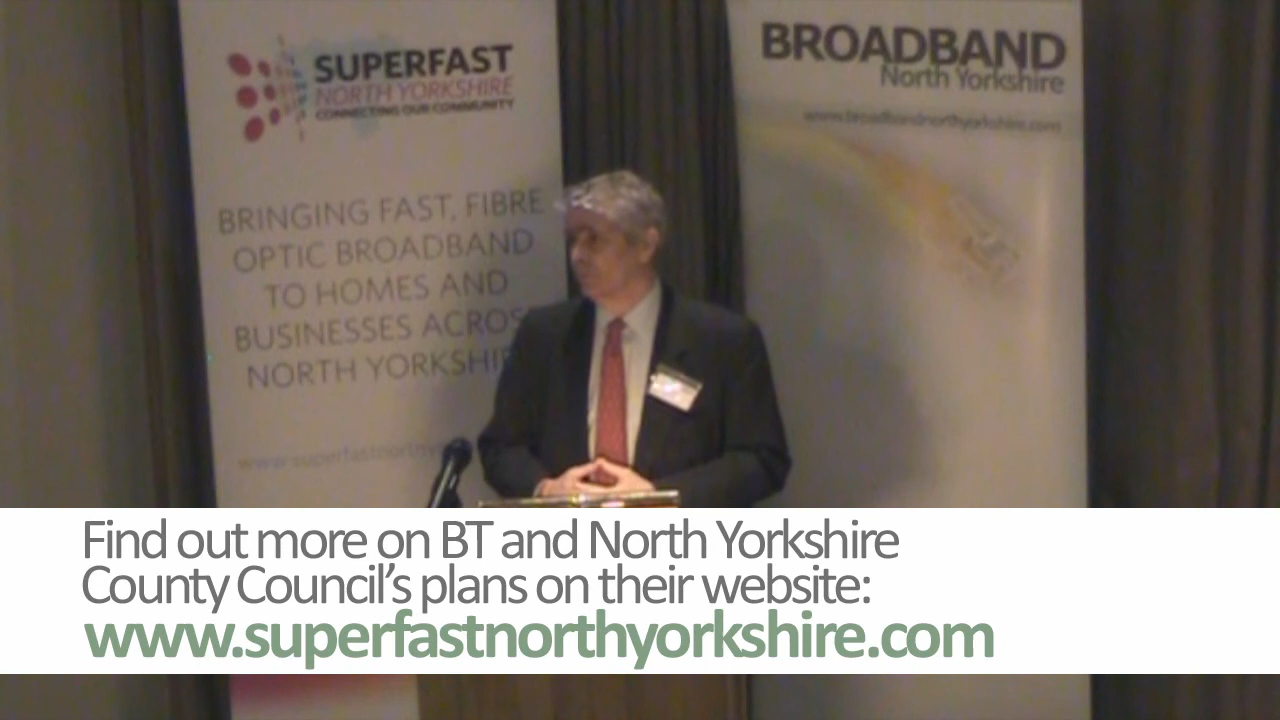 SUPERFAST
NORTH YORKSHIRE
CONNECTING OUR COMMUNITY
BRINGING FAST, FIBRE
OPTIC BROADBAND
TO HOMES AND
BUSINESSES ACROS
NORTH YORKSHI
www.superfastnorthy
BROADBAND
North Yorkshire
www.broadbandnorthyorkshire.com
Find out more on BT and North Yorkshire
County Council's plans on their website:
www.superfastnorthyorkshire.com